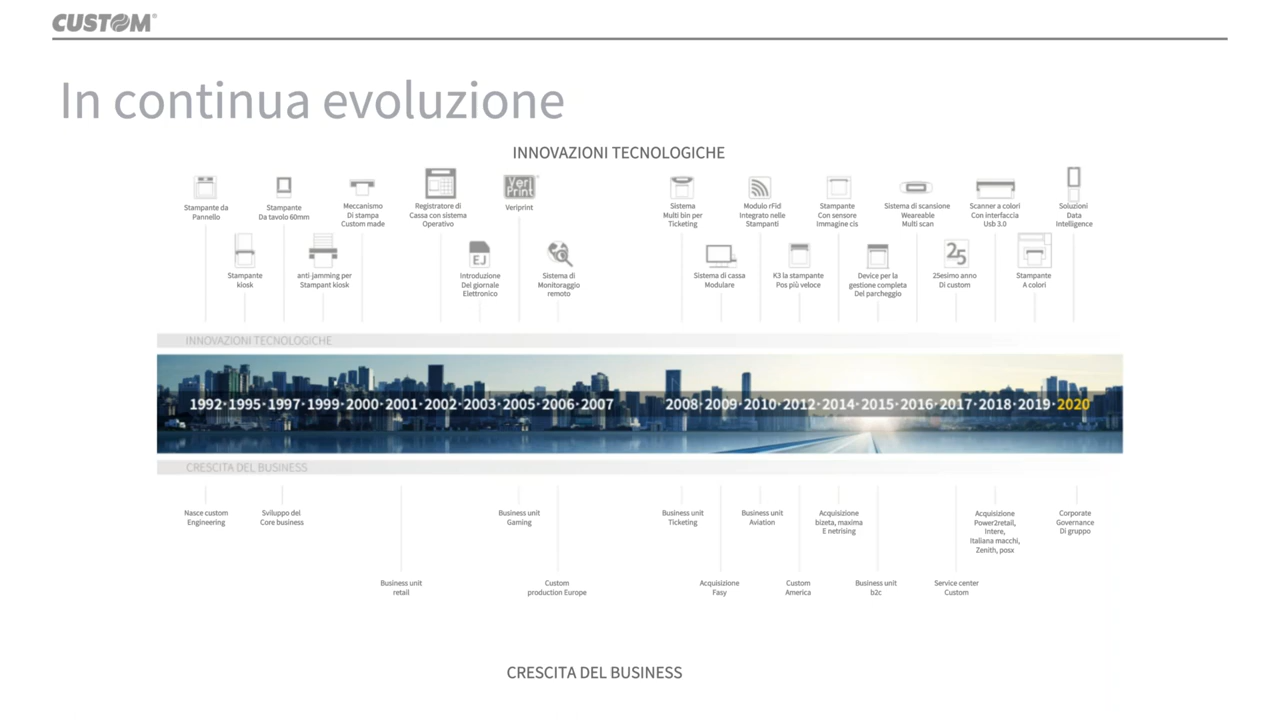 CUSTOM®
In continua evoluzione
INNOVAZIONI TECNOLOGICHE
Stampante da
Pannello
Stampante
Da tavolo 60mm
Meccanismo
Di stampa
Custom made
Registratore di
Cassa con sistema
Operativo
Veri
Print
Veriprint
Sistema
Multi bin per
Ticketing
Modulo rFid
Integrato nelle
Stampanti
Stampante
Con sensore
Immagine cis
Sistema di scansione
Wearable
Multi scan
Scanner a colori
Con interfaccia
Usb 3.0
Soluzioni
Data
Intelligence
Stampante
kiosk
anti-jamming per
Stampant kiosk
EJ
Introduzione
Del giornale
Elettronico
Sistema di
Monitoraggio
remoto
Sistema di cassa
Modulare
K3 la stampante
Pos più veloce
Device per la
gestione completa
Del parcheggio
25
25esimo anno
Di custom
Stampante
A colori
INNOVAZIONI TECNOLOGICHE
1992·1995·1997·1999·2000·2001·2002·2003·2005·2006·2007
2008·2009·2010·2012·2014·2015·2016·2017·2018·2019·2020
CRESCITA DEL BUSINESS
Nasce custom
Engineering
Sviluppo del
Core business
Business unit
Gaming
Business unit
Ticketing
Business unit
Aviation
Acquisizione
bizeta, maxima
E netrising
Acquisizione
Power2retail,
Intere,
Italiana macchi,
Zenith, posx
Corporate
Governance
Di gruppo
Business unit
retail
Custom
production Europe
Acquisizione
Fasy
Custom
America
Business unit
b2c
Service center
Custom
CRESCITA DEL BUSINESS